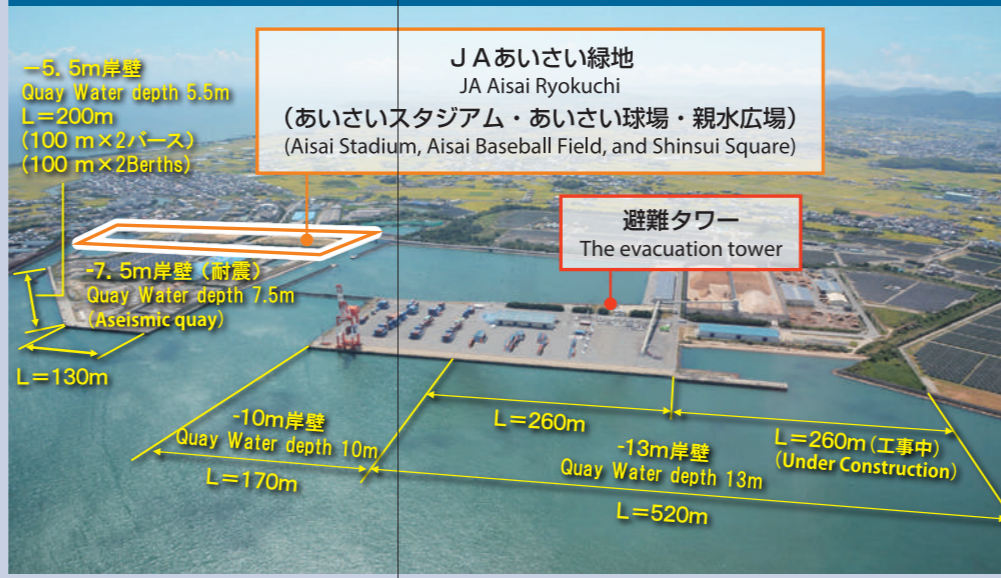 ＪＡあいさい緑地
JA Aisai Ryokuchi
（あいさいスタジアム・あいさい球場・親水広場）
(Aisai Stadium, Aisai Baseball Field, and Shinsui Square)
－5. 5m岸壁
Quay Water depth 5.5m
L＝200m
(100 m×2バース)
(100 m×2Berths)
避難タワー
The evacuation tower
-7. 5m岸壁（耐震）
Quay Water depth 7.5m
(Aseismic quay)
L＝130m
-10m岸壁
Quay Water depth 10m
L＝170m
L＝260m
-13m岸壁
Quay Water depth 13m
L＝520m
L＝260m（工事中）
(Under Construction)